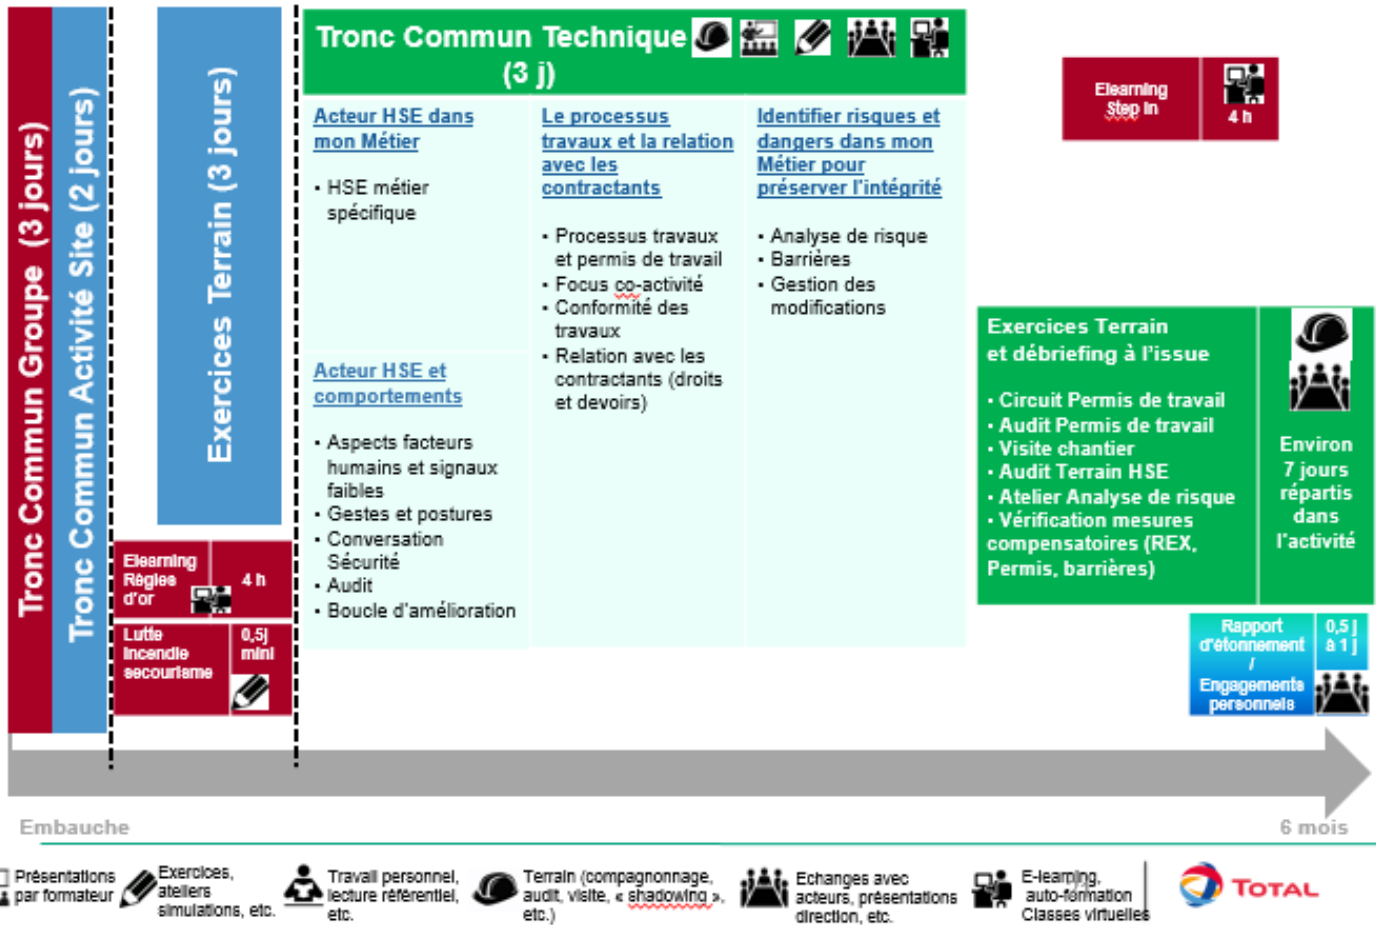 Tronc Commun Groupe (3 jours)
Tronc Commun Activité Site (2 jours)
Exercices Terrain (3 jours)
Elearning
Règles
d'or
4 h
Lutte
Incendie
secourisme
0,5j
mini
Tronc Commun Technique
(3 j)
Acteur HSE dans
mon Métier
▪ HSE métier
spécifique
Acteur HSE et
comportements
▪ Aspects facteurs
humains et signaux
faibles
▪ Gestes et postures
▪ Conversation
Sécurité
▪ Audit
▪ Boucle d'amélioration
Le processus
travaux et la relation
avec les
contractants
▪ Processus travaux
et permis de travail
▪ Focus co-activité
▪ Conformité des
travaux
▪ Relation avec les
contractants (droits
et devoirs)
Identifier risques et
dangers dans mon
Métier pour
préserver l'intégrité
▪ Analyse de risque
▪ Barrières
▪ Gestion des
modifications
Elearning
Step In
4 h
Exercices Terrain
et débriefing à l'issue
▪ Circuit Permis de travail
▪ Audit Permis de travail
▪ Visite chantier
▪ Audit Terrain HSE
▪ Atelier Analyse de risque
▪ Vérification mesures
compensatoires (REX,
Permis, barrières)
Environ
7 jours
répartis
dans
l'activité
Rapport
d'étonnement
/
Engagements
personnels
0,5 j
à 1 j
Embauche
6 mois
Présentations
par formateur
Exercices,
ateliers
simulations, etc.
Travail personnel,
lecture référentiel,
etc.
Terrain (compagnonnage,
audit, visite, « shadowing »,
etc.)
Echanges avec
acteurs, présentations
direction, etc.
E-learning,
auto-formation
Classes virtuelles
TOTAL